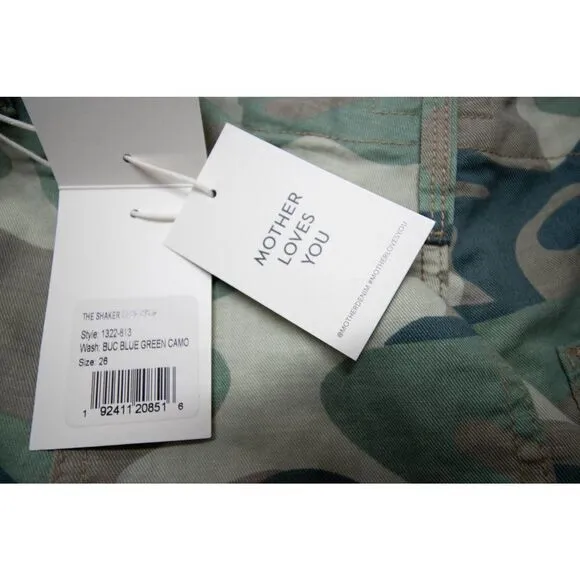 THE SHAKER
Style: 1322-813
Wash: BUC BLUE GREEN CAMO
Size: 26
1 92411 20851 6
MOTHER
LOVES
YOU
@MOTHERDENIM #MOTHERLOVESYOU